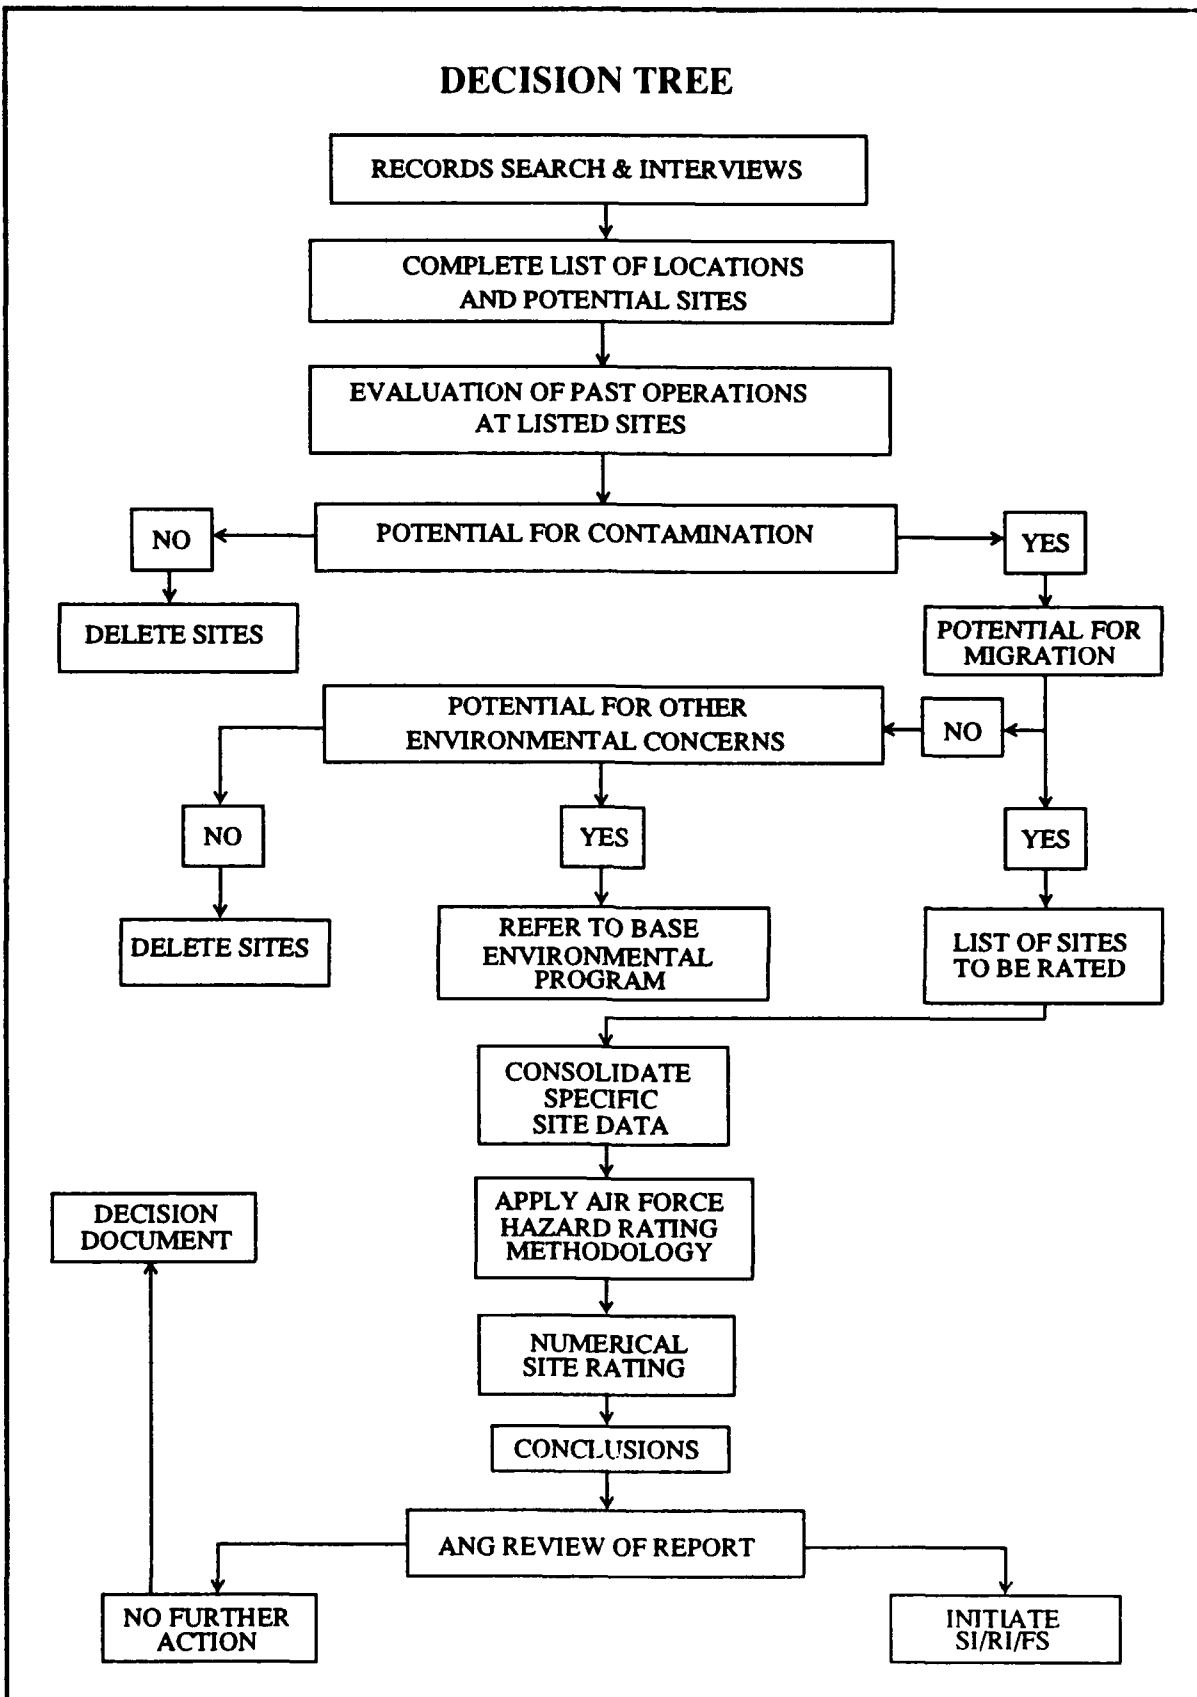 DECISION TREE
RECORDS SEARCH & INTERVIEWS
COMPLETE LIST OF LOCATIONS
AND POTENTIAL SITES
EVALUATION OF PAST OPERATIONS
AT LISTED SITES
NO
POTENTIAL FOR CONTAMINATION
YES
DELETE SITES
POTENTIAL FOR
MIGRATION
POTENTIAL FOR OTHER
ENVIRONMENTAL CONCERNS
NO
NO
YES
YES
DELETE SITES
REFER TO BASE
ENVIRONMENTAL
PROGRAM
LIST OF SITES
TO BE RATED
CONSOLIDATE
SPECIFIC
SITE DATA
DECISION
DOCUMENT
APPLY AIR FORCE
HAZARD RATING
METHODOLOGY
NUMERICAL
SITE RATING
CONCLUSIONS
ANG REVIEW OF REPORT
NO FURTHER
ACTION
INITIATE
SI/RI/FS